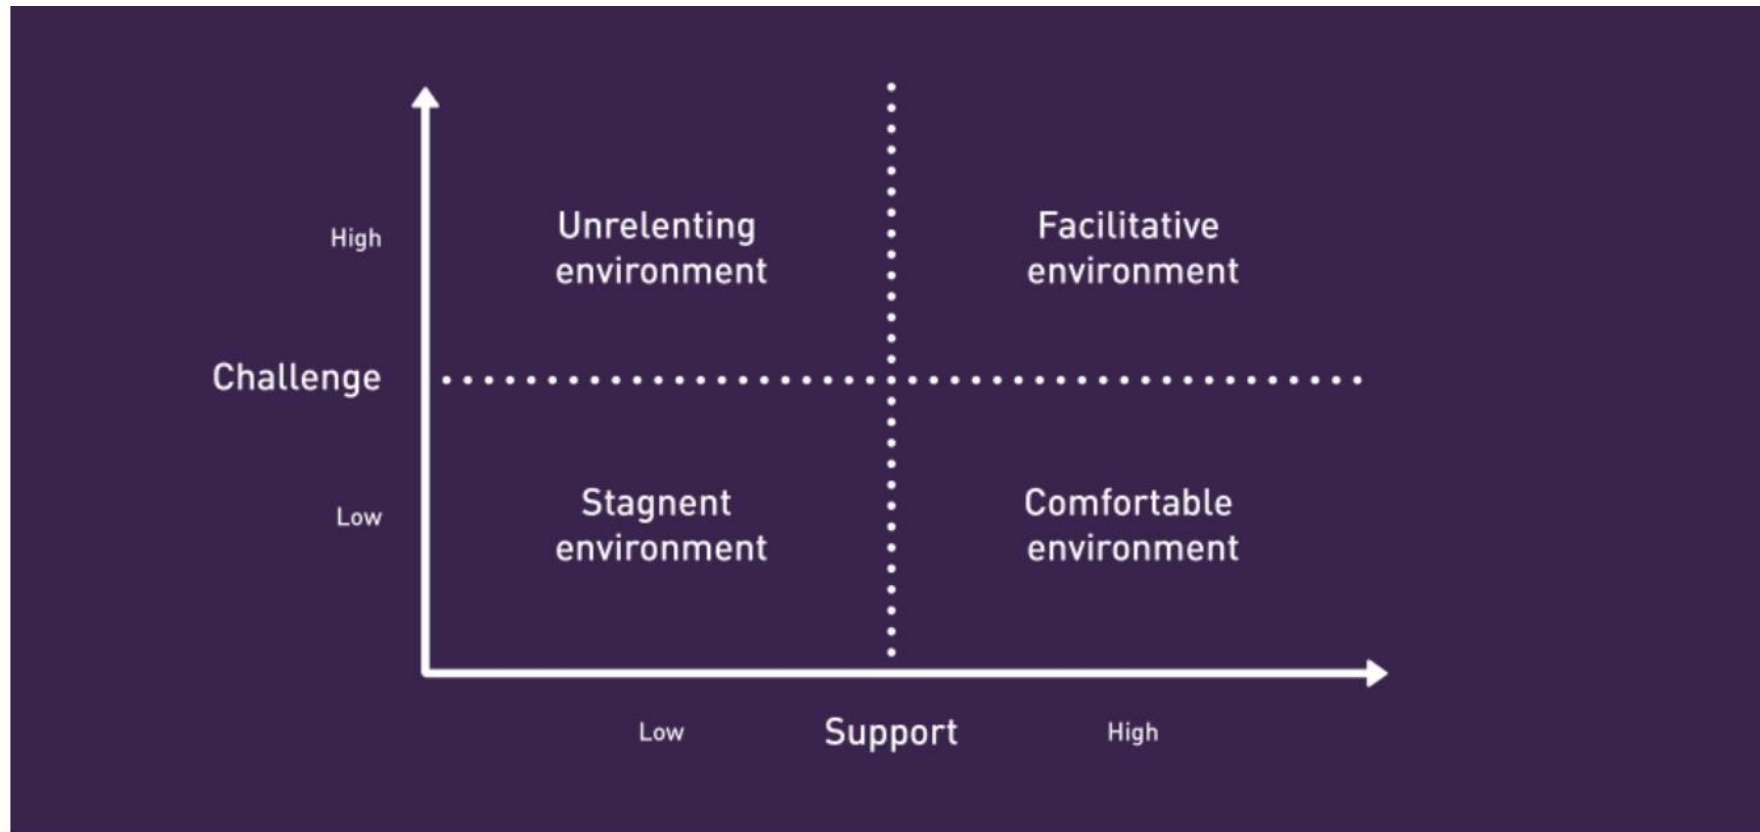 High
Unrelenting
environment
Facilitative
environment
Challenge
Low
Stagnent
environment
Comfortable
environment
Low
Support
High